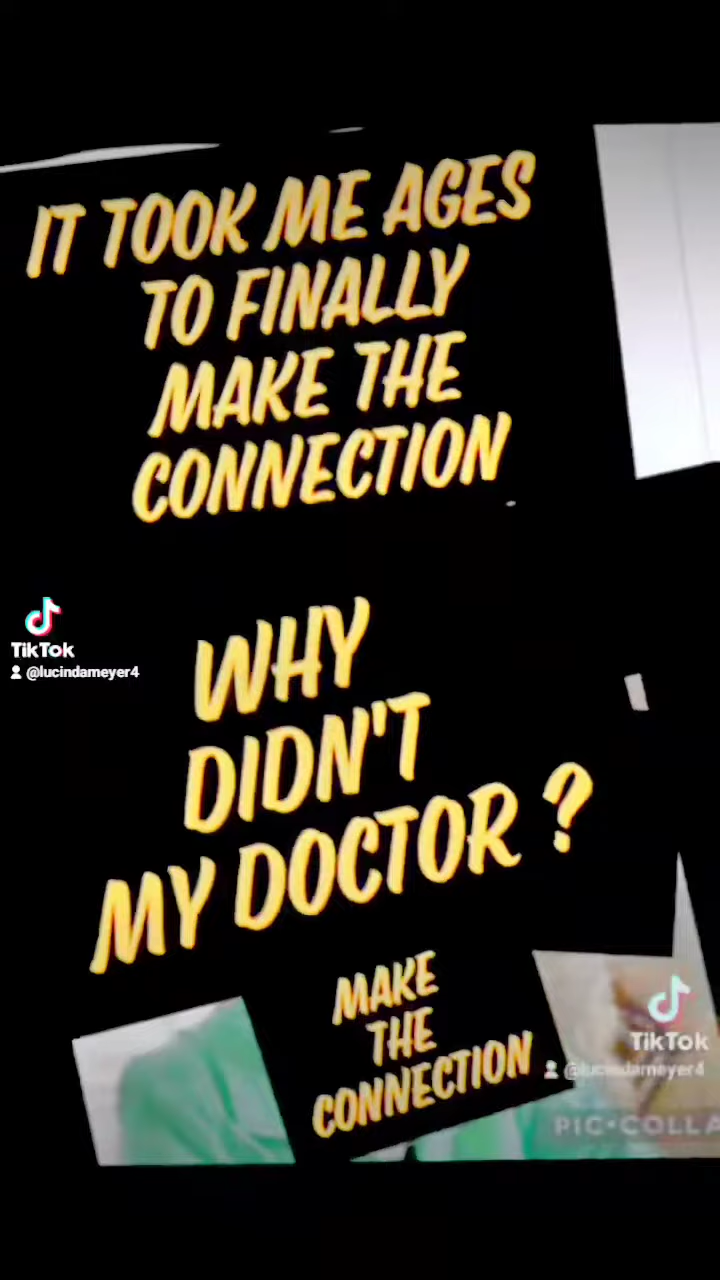 IT TOOK ME AGES
TO FINALLY
MAKE THE
CONNECTION
TikTok
@lucindameyer4
WHY
DIDN'T
MY DOCTOR ?
MAKE
THE
CONNECTION
TikTok
@lucindameyer4
PIC•COLLA